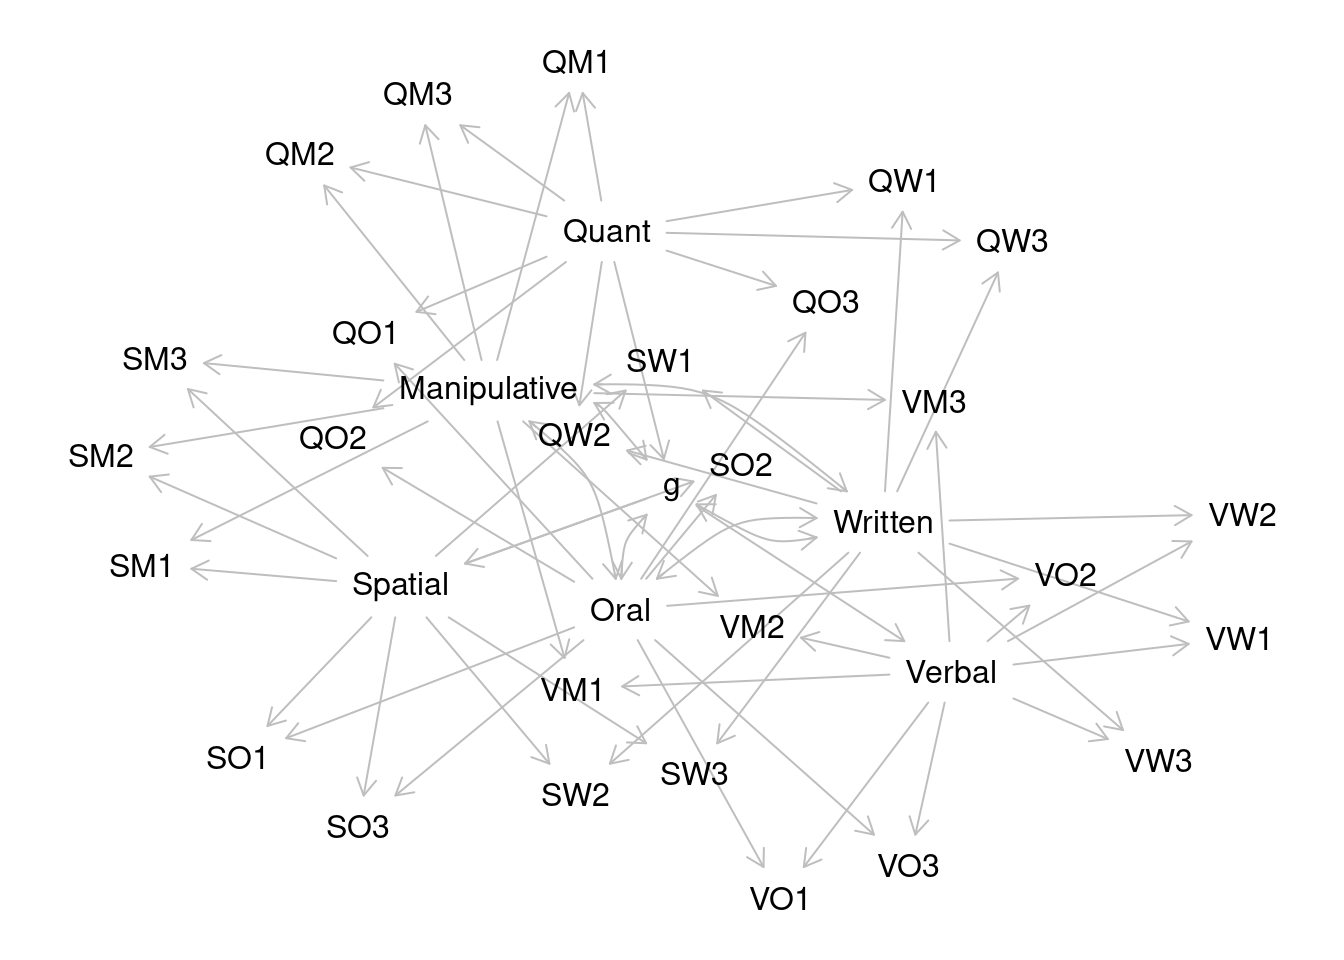 QM1
QM3
QM2
QW1
Quant
QW3
QO3
QO1
SM3
SW1
Manipulative
VM3
QO2
QW2
SM2
SO2
g
Written
VW2
SM1
Spatial
VO2
Oral
VM2
VW1
Verbal
VM1
SO1
VW3
SW3
SW2
SO3
VO3
VO1